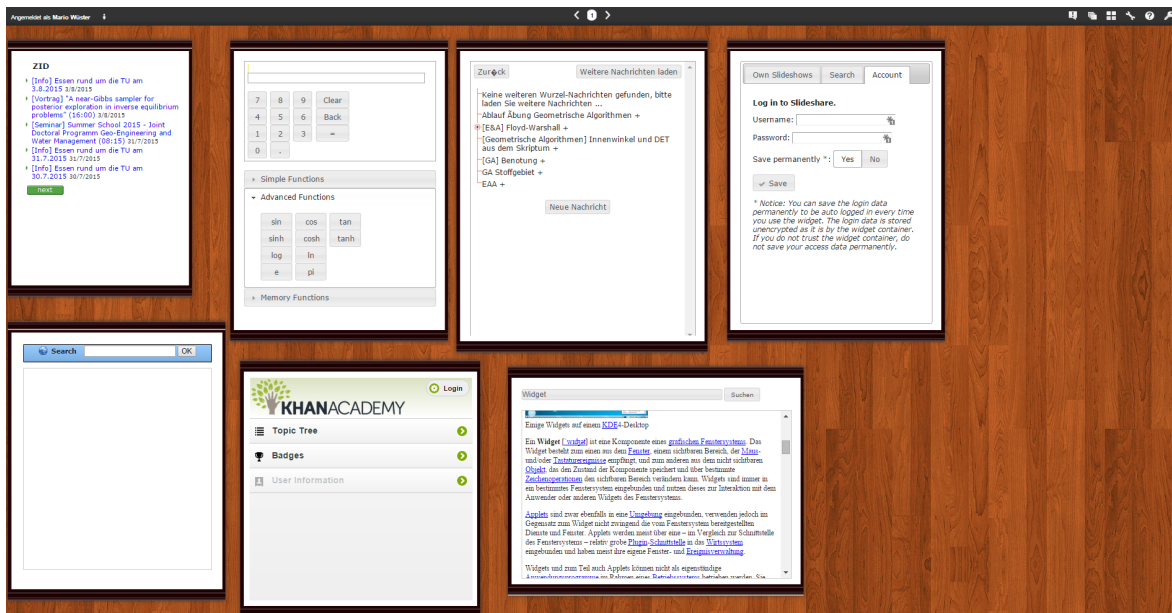 Angemeldet als Mario Wüster
1
ZID
[Info] Essen rund um die TU am
3.8.2015 3/8/2015
[Vortrag] "A near-Gibbs sampler for
posterior exploration in inverse equilibrium
problems" (16:00) 3/8/2015
[Seminar] Summer School 2015 - Joint
Doctoral Programm Geo-Engineering and
Water Management (08:15) 31/7/2015
[Info] Essen rund um die TU am
31.7.2015 31/7/2015
[Info] Essen rund um die TU am
30.7.2015 30/7/2015
next
7 8 9 Clear
4 5 6 Back
1 2 3 =
0 .
Simple Functions
Advanced Functions
sin cos tan
sinh cosh tanh
log ln
e pi
Memory Functions
Zur�ck Weitere Nachrichten laden
Keine weiteren Wurzel-Nachrichten gefunden, bitte
laden Sie weitere Nachrichten ...
Ablauf Äbung Geometrische Algorithmen +
[E&A] Floyd-Warshall +
[Geometrische Algorithmen] Innenwinkel und DET
aus dem Skriptum +
[GA] Benotung +
GA Stoffgebiet +
EAA +
Neue Nachricht
Own Slideshows Search Account
Log in to Slideshare.
Username:
Password:
Save permanently *: Yes No
Save
* Notice: You can save the login data
permanently to be auto logged in every time
you use the widget. The login data is stored
unencrypted as it is by the widget container.
If you do not trust the widget container, do
not save your access data permanently.
Search OK
KHANACADEMY Login
Topic Tree
Badges
User Information
Widget Suchen
Einige Widgets auf einem KDE4-Desktop
Ein Widget [ˈwɪdʒɪt] ist eine Komponente eines grafischen Fenstersystems. Das
Widget besteht zum einen aus dem Fenster, einem sichtbaren Bereich, der Maus-
und/oder Tastaturereignisse empfängt, und zum anderen aus dem nicht sichtbaren
Objekt, das den Zustand der Komponente speichert und über bestimmte
Zeichenoperationen den sichtbaren Bereich verändern kann. Widgets sind immer in
ein bestimmtes Fenstersystem eingebunden und nutzen dieses zur Interaktion mit dem
Anwender oder anderen Widgets des Fenstersystems.
Applets sind zwar ebenfalls in eine Umgebung eingebunden, verwenden jedoch im
Gegensatz zum Widget nicht zwingend die vom Fenstersystem bereitgestellten
Dienste und Fenster. Applets werden meist über eine – im Vergleich zur Schnittstelle
des Fenstersystems – relativ grobe Plugin-Schnittstelle in das Wirtssystem
eingebunden und haben meist ihre eigene Fenster- und Ereignisverwaltung.
Widgets und zum Teil auch Applets können nicht als eigenständige
Anwendungsprogramme im Rahmen eines Betriebssystems betrieben werden. Sie